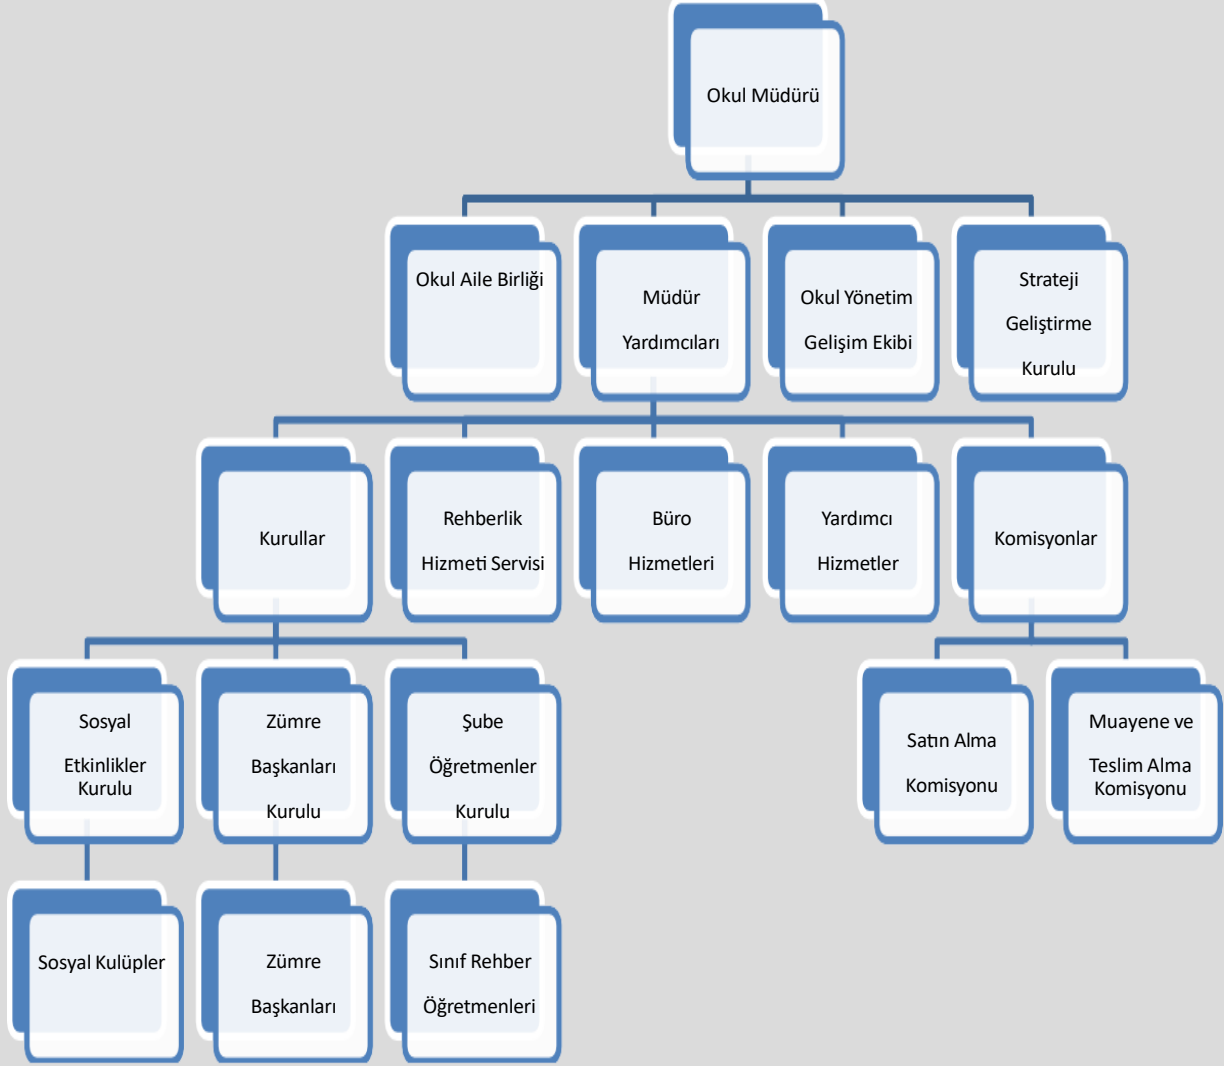 Okul Müdürü
Okul Aile Birliği
Müdür
Yardımcıları
Okul Yönetim
Gelişim Ekibi
Strateji
Geliştirme
Kurulu
Kurullar
Rehberlik
Hizmeti Servisi
Büro
Hizmetleri
Yardımcı
Hizmetler
Komisyonlar
Sosyal
Etkinlikler
Kurulu
Zümre
Başkanları
Kurulu
Şube
Öğretmenler
Kurulu
Satın Alma
Komisyonu
Muayene ve
Teslim Alma
Komisyonu
Sosyal Kulüpler
Zümre
Başkanları
Sınıf Rehber
Öğretmenleri